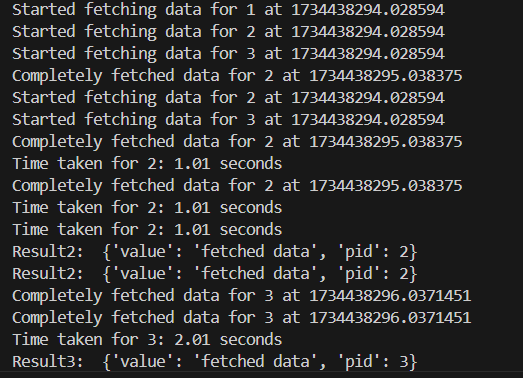 Started fetching data for 1 at 1734438294.028594
Started fetching data for 2 at 1734438294.028594
Started fetching data for 3 at 1734438294.028594
Completely fetched data for 2 at 1734438295.038375
Started fetching data for 2 at 1734438294.028594
Started fetching data for 3 at 1734438294.028594
Completely fetched data for 2 at 1734438295.038375
Time taken for 2: 1.01 seconds
Completely fetched data for 2 at 1734438295.038375
Time taken for 2: 1.01 seconds
Time taken for 2: 1.01 seconds
Result2:  {'value': 'fetched data', 'pid': 2}
Result2:  {'value': 'fetched data', 'pid': 2}
Completely fetched data for 3 at 1734438296.0371451
Completely fetched data for 3 at 1734438296.0371451
Time taken for 3: 2.01 seconds
Result3:  {'value': 'fetched data', 'pid': 3}